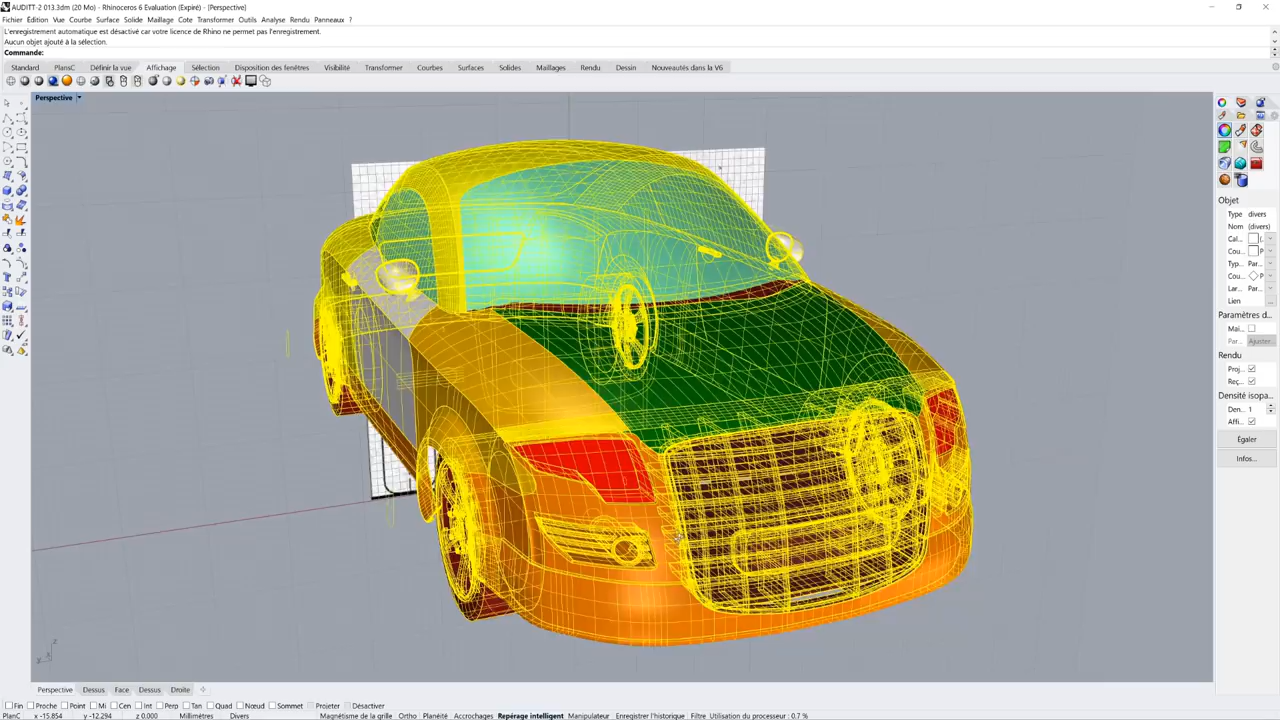 AUDITT-2 013.3dm (20 Mo) - Rhinoceros 6 Evaluation (Expiré) - [Perspective]
Fichier Édition Vue Courbe Surface Solide Maillage Cote Transformer Outils Analyse Rendu Panneaux ?
L'enregistrement automatique est désactivé car votre licence de Rhino ne permet pas l'enregistrement.
Aucun objet ajouté à la sélection.
Commande:
Standard PlansC Définir la vue Affichage Sélection Disposition des fenêtres Visibilité Transformer Courbes Surfaces Solides Maillages Rendu Dessin Nouveautés dans la V6
Perspective
Objet
Type divers
Nom (divers)
Cal...
Cou... P
Typ... Par...
Cou... P
Lar... Par...
Lien ...
Paramètres d
Mai...
Par... Ajuster...
Rendu
Proj...
Reç...
Densité isopa
Den... 1
Affi...
Égaler
Infos...
z
x
Perspective Dessus Face Dessus Droite
Fin Proche Point Mi Cen Int Perp Tan Quad Nœud Sommet Projeter Désactiver
PlanC x -15.854 y -12.294 z 0.000 Millimètres Divers Magnétisme de la grille Ortho Planéité Accrochages Repérage intelligent Manipulateur Enregistrer l'historique Filtre Utilisation du processeur : 0.7 %